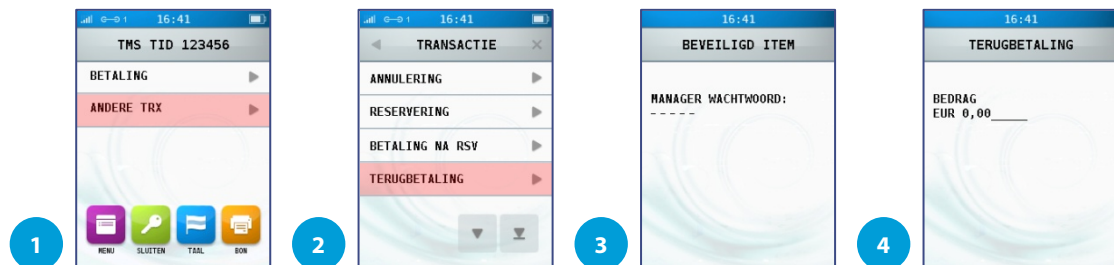 16:41
TMS TID 123456
BETALING
ANDERE TRX
MENU SLUITEN TAAL BON
1
16:41
TRANSACTIE
ANNULERING
RESERVERING
BETALING NA RSV
TERUGBETALING
2
16:41
BEVEILIGD ITEM
MANAGER WACHTWOORD:
- - - - -
3
16:41
TERUGBETALING
BEDRAG
EUR 0,00_____
4